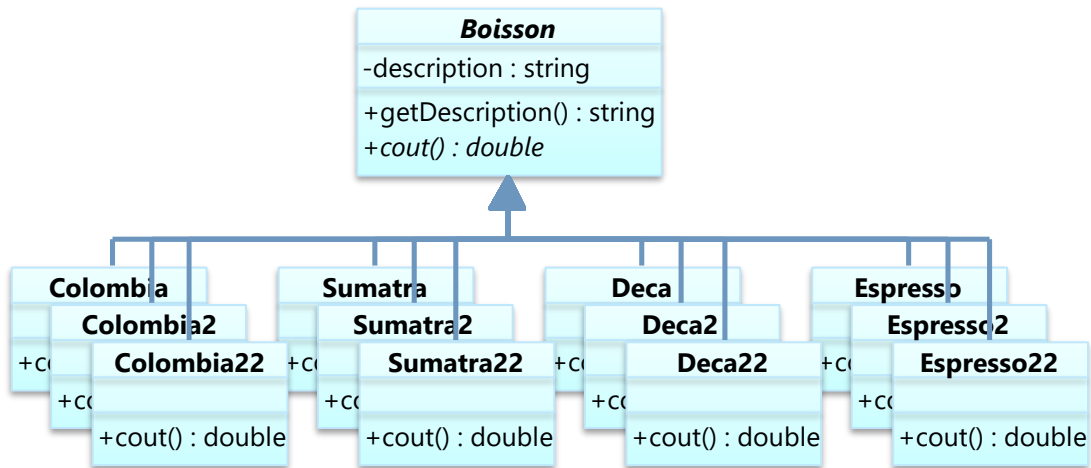 Boisson
-description : string
+getDescription() : string
+cout() : double
Colombia
Colombia2
Colombia22
+cout() : double
Sumatra
Sumatra2
Sumatra22
+cout() : double
Deca
Deca2
Deca22
+cout() : double
Espresso
Espresso2
Espresso22
+cout() : double